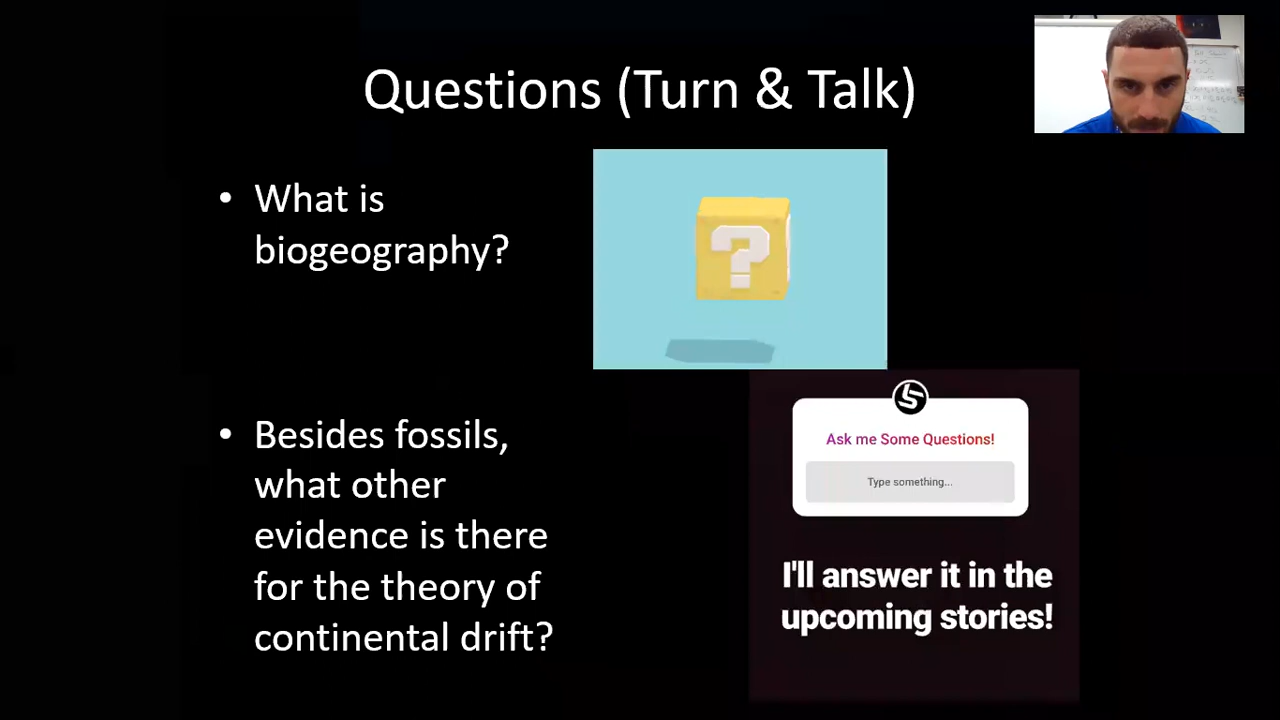 Questions (Turn & Talk)
• What is
biogeography?
?
• Besides fossils,
what other
evidence is there
for the theory of
continental drift?
Ask me Some Questions!
Type something...
I'll answer it in the
upcoming stories!